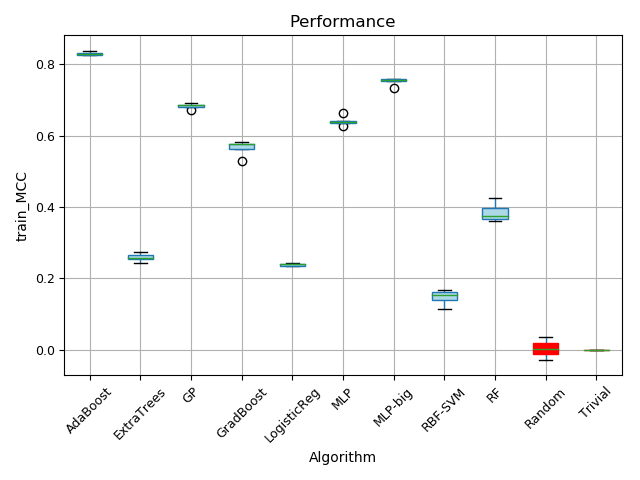 Performance
train_MCC
0.8
0.6
0.4
0.2
0.0
AdaBoost
ExtraTrees
GP
GradBoost
LogisticReg
MLP
MLP-big
RBF-SVM
RF
Random
Trivial
Algorithm